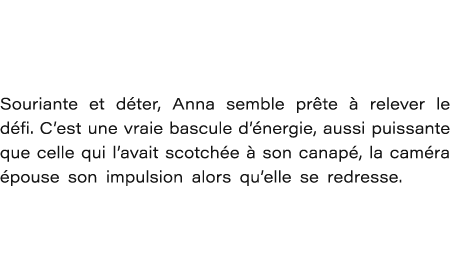 Souriante et déter, Anna semble prête à relever le
défi. C’est une vraie bascule d’énergie, aussi puissante
que celle qui l’avait scotchée à son canapé, la caméra
épouse son impulsion alors qu’elle se redresse.